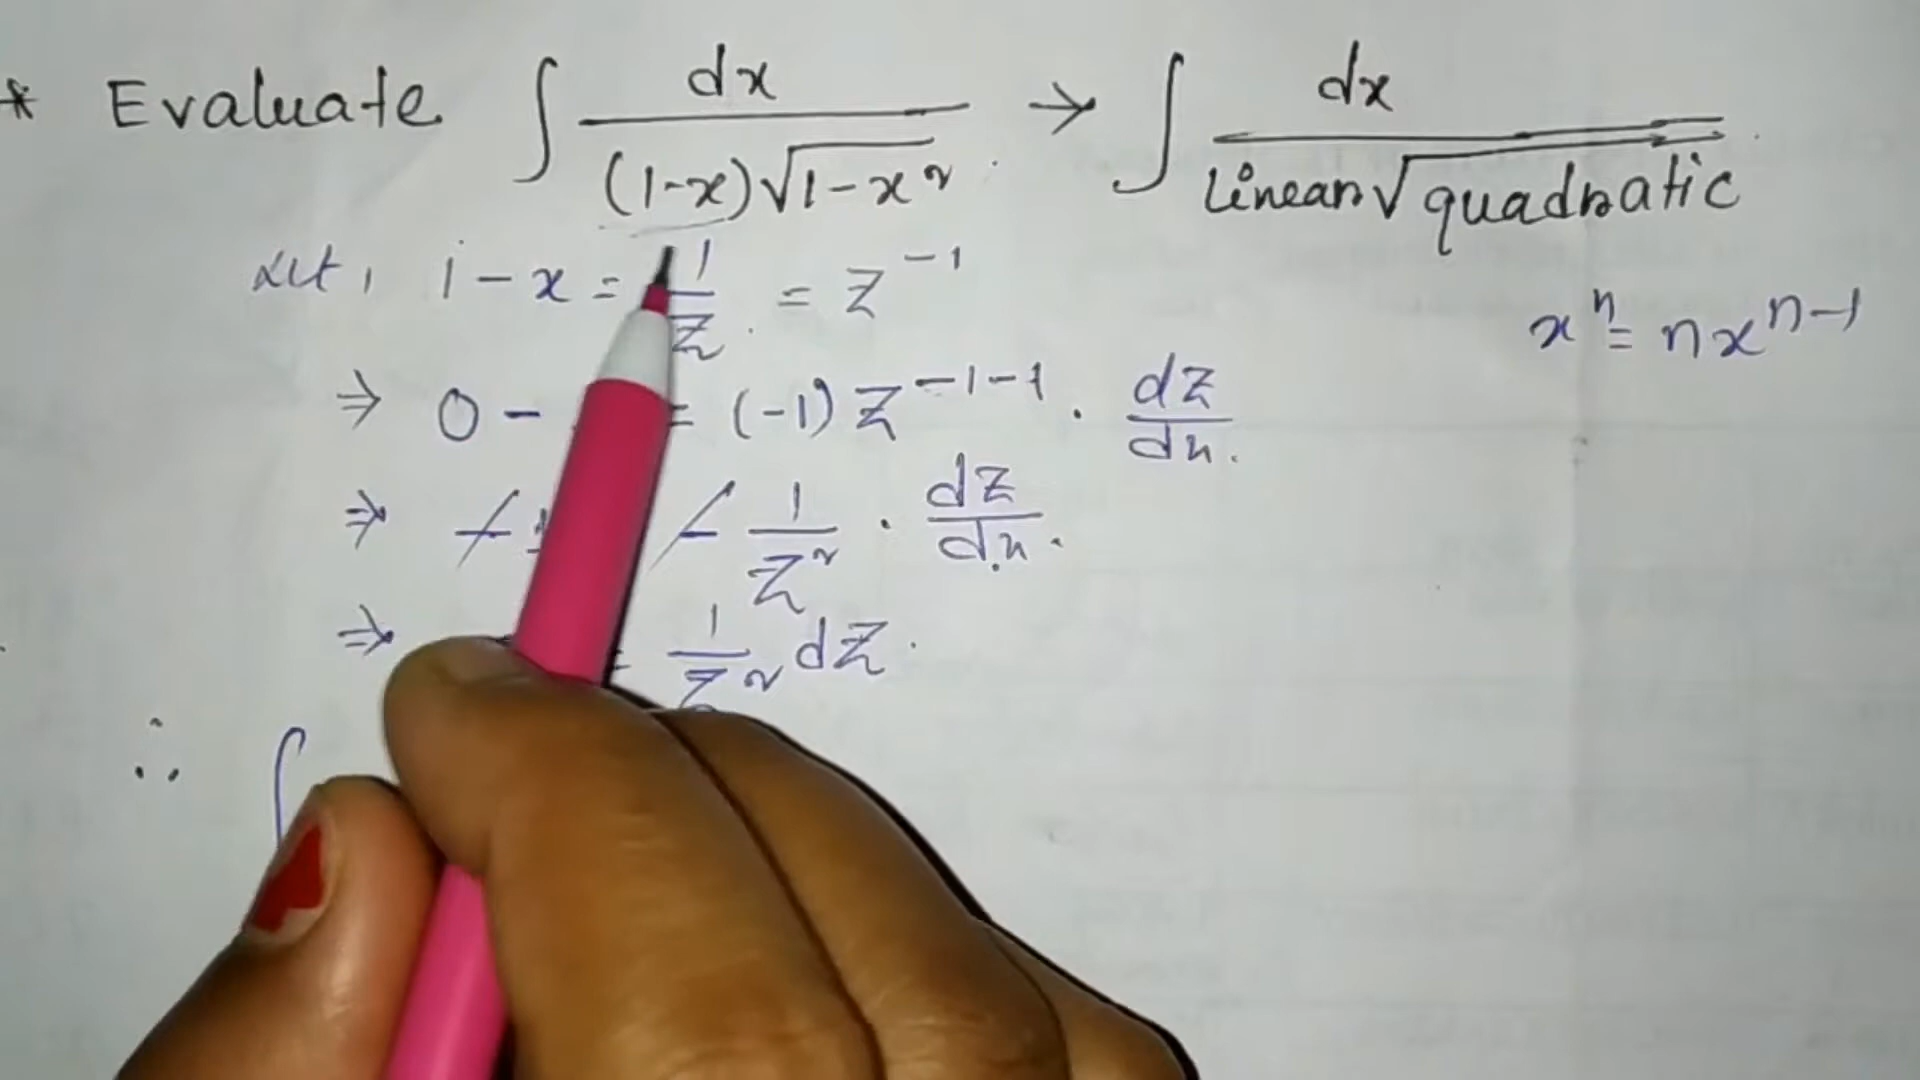 * Evaluate ∫ dx / (1-x)√1-x² → ∫ dx / Linear√quadratic
Let, 1-x = 1/z = z⁻¹
xⁿ = nxⁿ⁻¹
⇒ 0 - = (-1) z⁻¹⁻¹ · dz/dx.
⇒ -1 - 1/z² · dz/dx.
⇒ = 1/z² dz.
∴ ∫